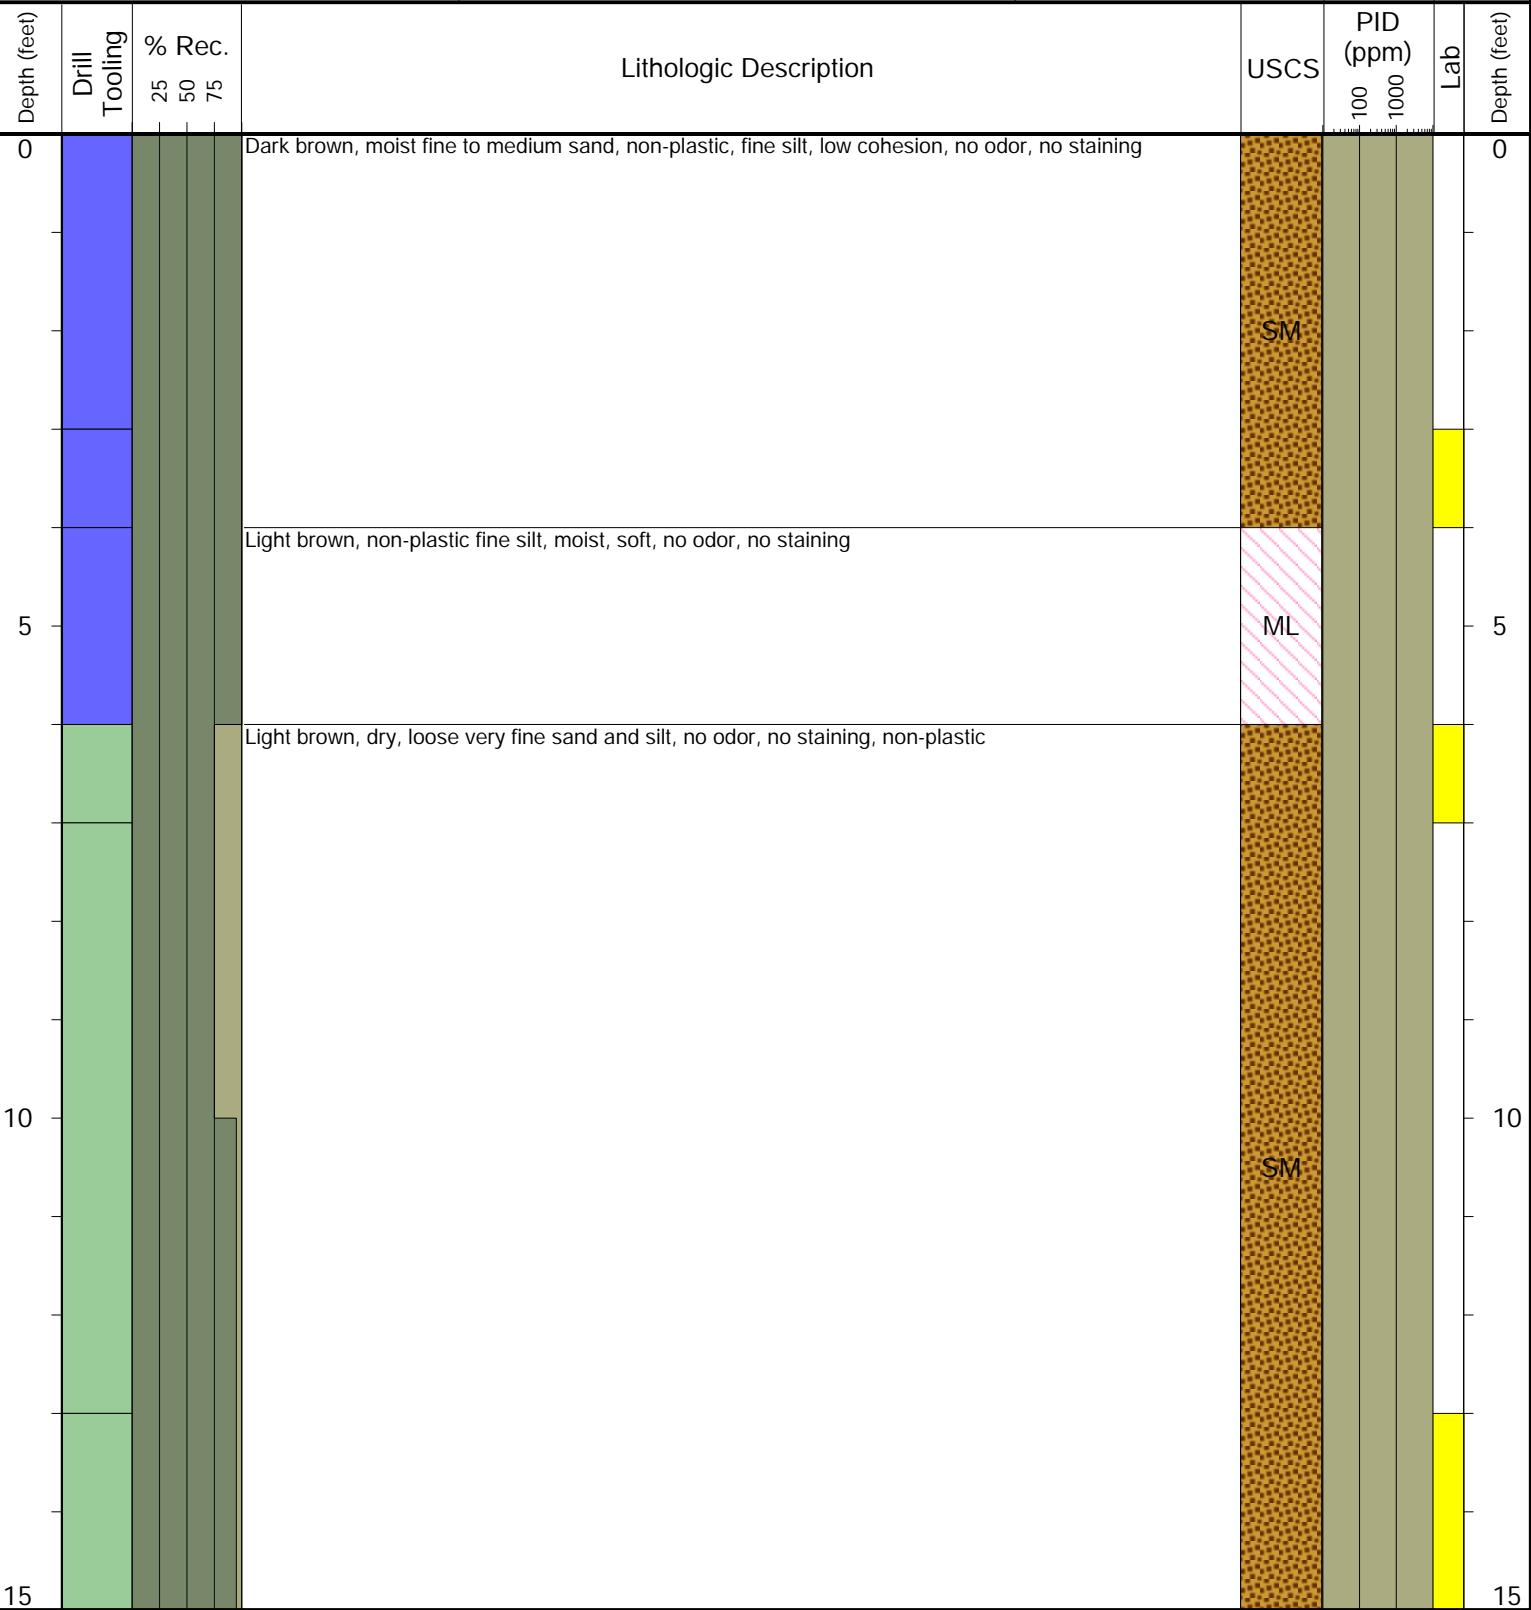 Depth (feet)
Drill
Tooling
% Rec.
25 50 75
Lithologic Description
USCS
PID
(ppm)
100 1000
Lab
Depth (feet)
0 Dark brown, moist fine to medium sand, non-plastic, fine silt, low cohesion, no odor, no staining 0
SM
Light brown, non-plastic fine silt, moist, soft, no odor, no staining
5 ML 5
Light brown, dry, loose very fine sand and silt, no odor, no staining, non-plastic
10 10
SM
15 15